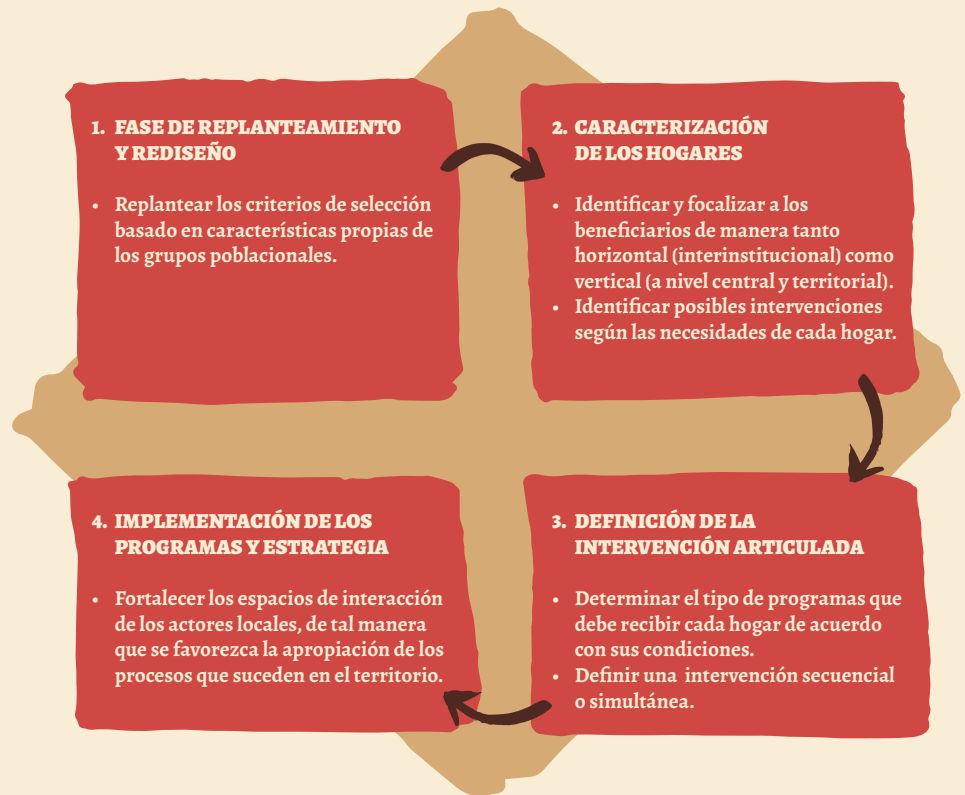 1. FASE DE REPLANTEAMIENTO
Y REDISEÑO
• Replantear los criterios de selección
basado en características propias de
los grupos poblacionales.
2. CARACTERIZACIÓN
DE LOS HOGARES
• Identificar y focalizar a los
beneficiarios de manera tanto
horizontal (interinstitucional) como
vertical (a nivel central y territorial).
• Identificar posibles intervenciones
según las necesidades de cada hogar.
3. DEFINICIÓN DE LA
INTERVENCIÓN ARTICULADA
• Determinar el tipo de programas que
debe recibir cada hogar de acuerdo
con sus condiciones.
• Definir una intervención secuencial
o simultánea.
4. IMPLEMENTACIÓN DE LOS
PROGRAMAS Y ESTRATEGIA
• Fortalecer los espacios de interacción
de los actores locales, de tal manera
que se favorezca la apropiación de los
procesos que suceden en el territorio.